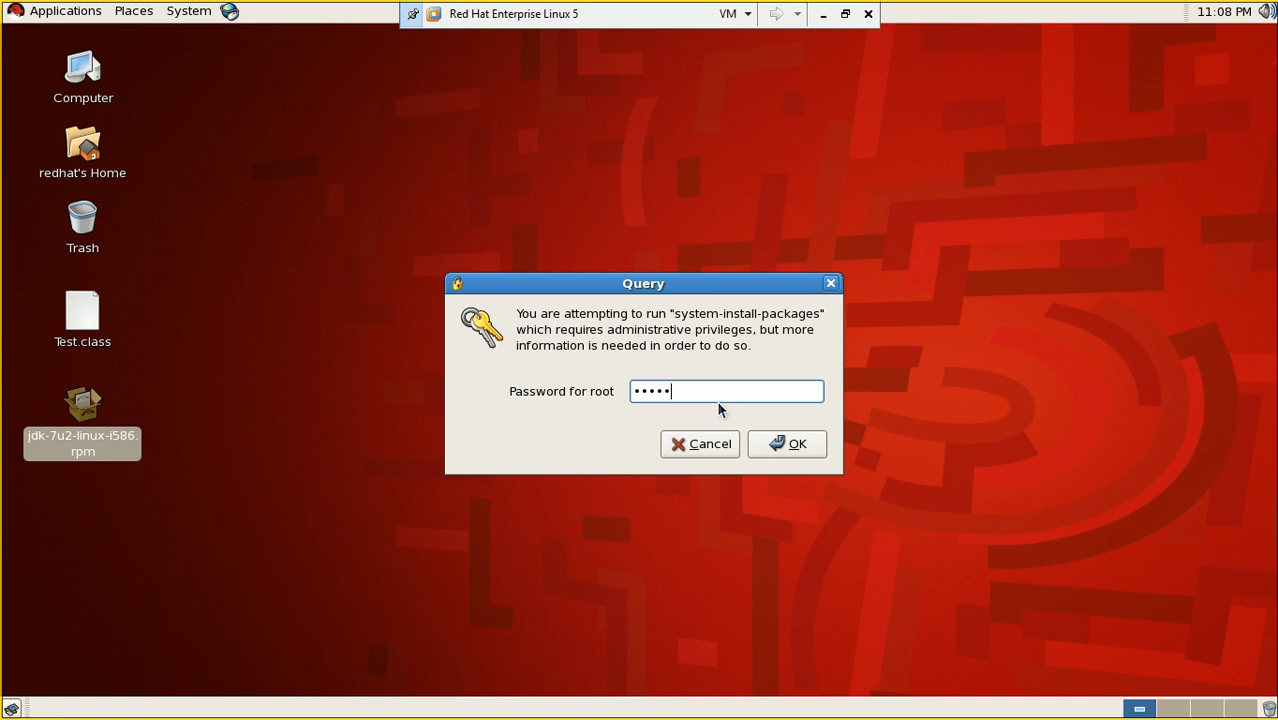 Applications Places System
Red Hat Enterprise Linux 5
VM
11:08 PM
Computer
redhat's Home
Trash
Test.class
jdk-7u2-linux-i586.
rpm
Query
You are attempting to run "system-install-packages"
which requires administrative privileges, but more
information is needed in order to do so.
Password for root •••••
Cancel OK